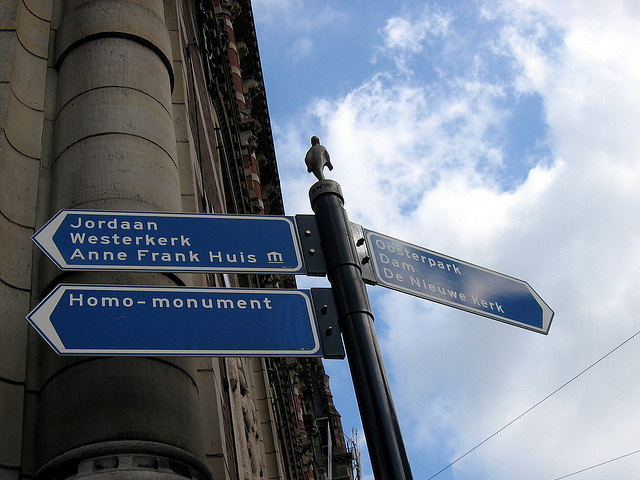 Jordaan
Westerkerk
Anne Frank Huis
Homo-monument
Oosterpark
Dam
De Nieuwe Kerk